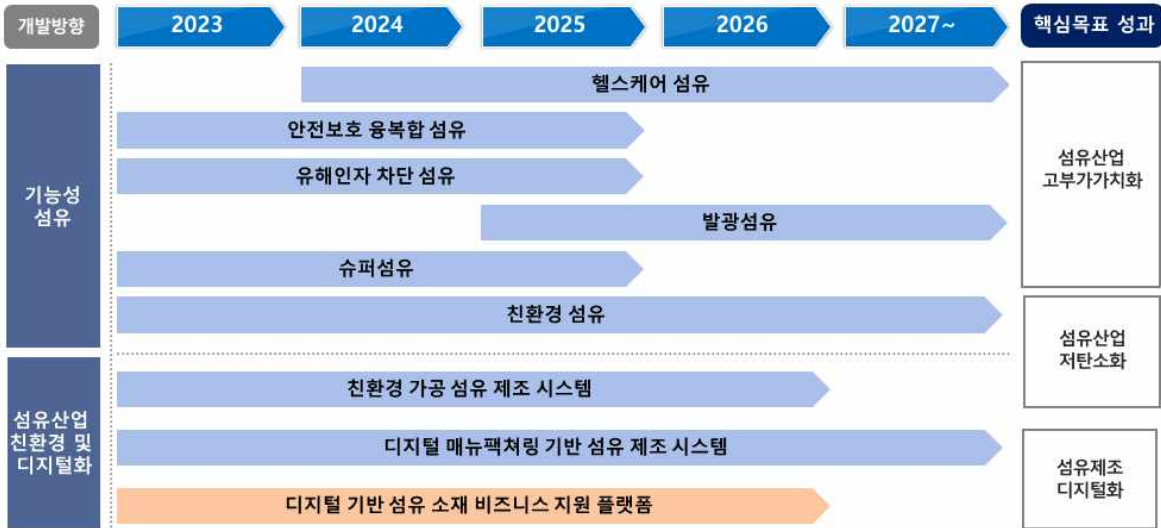 개발방향
2023
2024
2025
2026
2027~
핵심목표 성과
기능성
섬유
헬스케어 섬유
안전보호 융복합 섬유
유해인자 차단 섬유
발광섬유
슈퍼섬유
친환경 섬유
섬유산업
고부가가치화
섬유산업
저탄소화
섬유산업
친환경 및
디지털화
친환경 가공 섬유 제조 시스템
디지털 매뉴팩쳐링 기반 섬유 제조 시스템
디지털 기반 섬유 소재 비즈니스 지원 플랫폼
섬유제조
디지털화